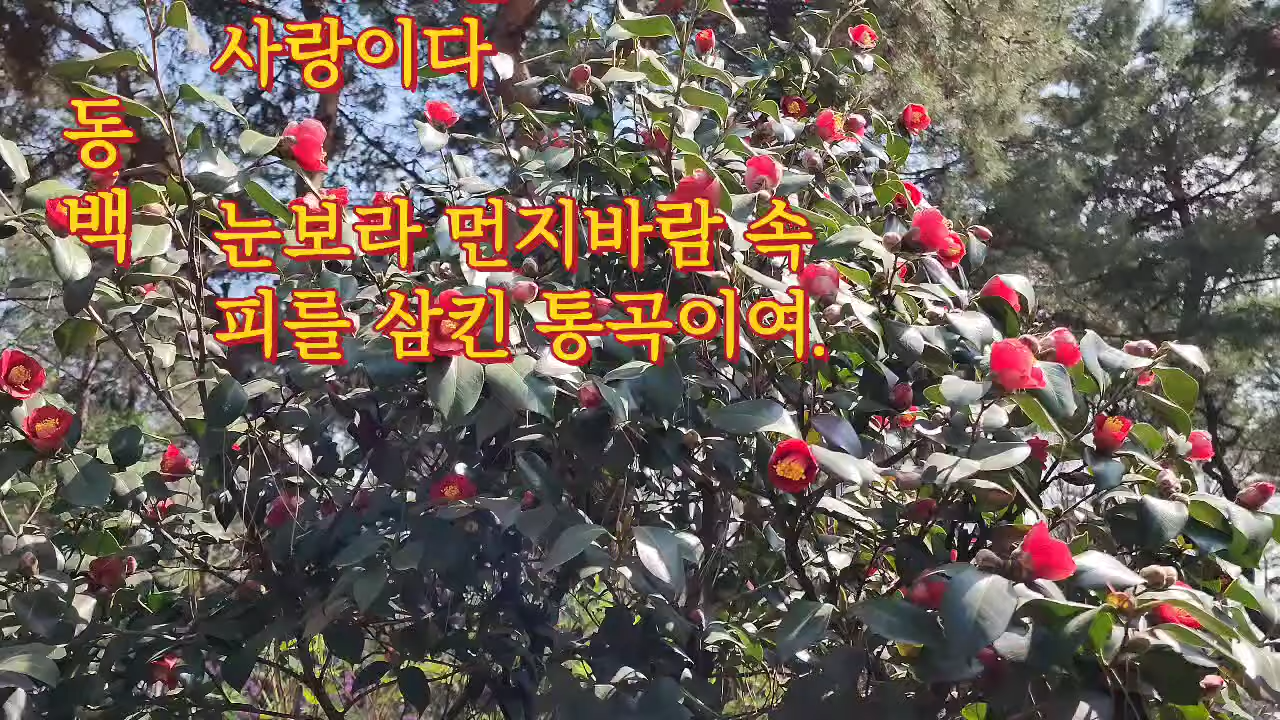 사랑이다
동백
눈보라 먼지바람 속
피를 삼킨 통곡이여.